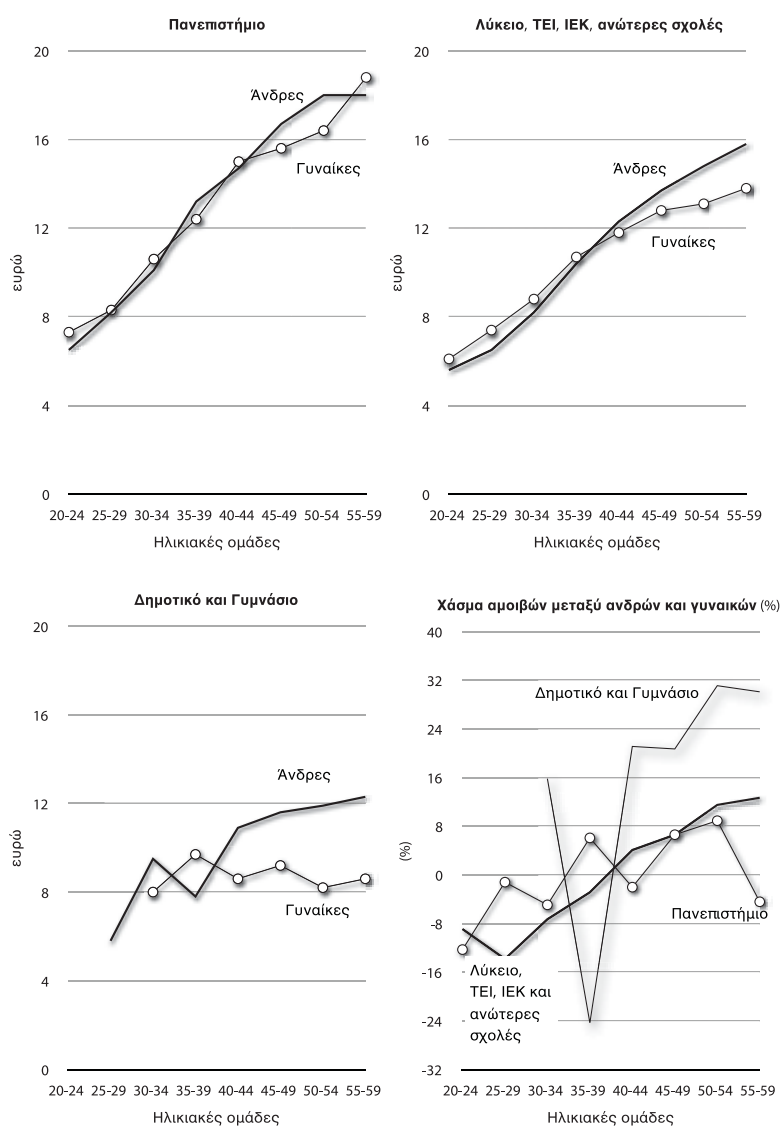 Πανεπιστήμιο
20
16
12
8
4
0
ευρώ
Άνδρες
Γυναίκες
20-24 25-29 30-34 35-39 40-44 45-49 50-54 55-59
Ηλικιακές ομάδες
Λύκειο, ΤΕΙ, ΙΕΚ, ανώτερες σχολές
20
16
12
8
4
0
ευρώ
Άνδρες
Γυναίκες
20-24 25-29 30-34 35-39 40-44 45-49 50-54 55-59
Ηλικιακές ομάδες
Δημοτικό και Γυμνάσιο
20
16
12
8
4
0
ευρώ
Άνδρες
Γυναίκες
20-24 25-29 30-34 35-39 40-44 45-49 50-54 55-59
Ηλικιακές ομάδες
Χάσμα αμοιβών μεταξύ ανδρών και γυναικών (%)
40
32
24
16
8
0
-8
-16
-24
-32
(%)
Δημοτικό και Γυμνάσιο
Πανεπιστήμιο
Λύκειο,
ΤΕΙ, ΙΕΚ και
ανώτερες
σχολές
20-24 25-29 30-34 35-39 40-44 45-49 50-54 55-59
Ηλικιακές ομάδες